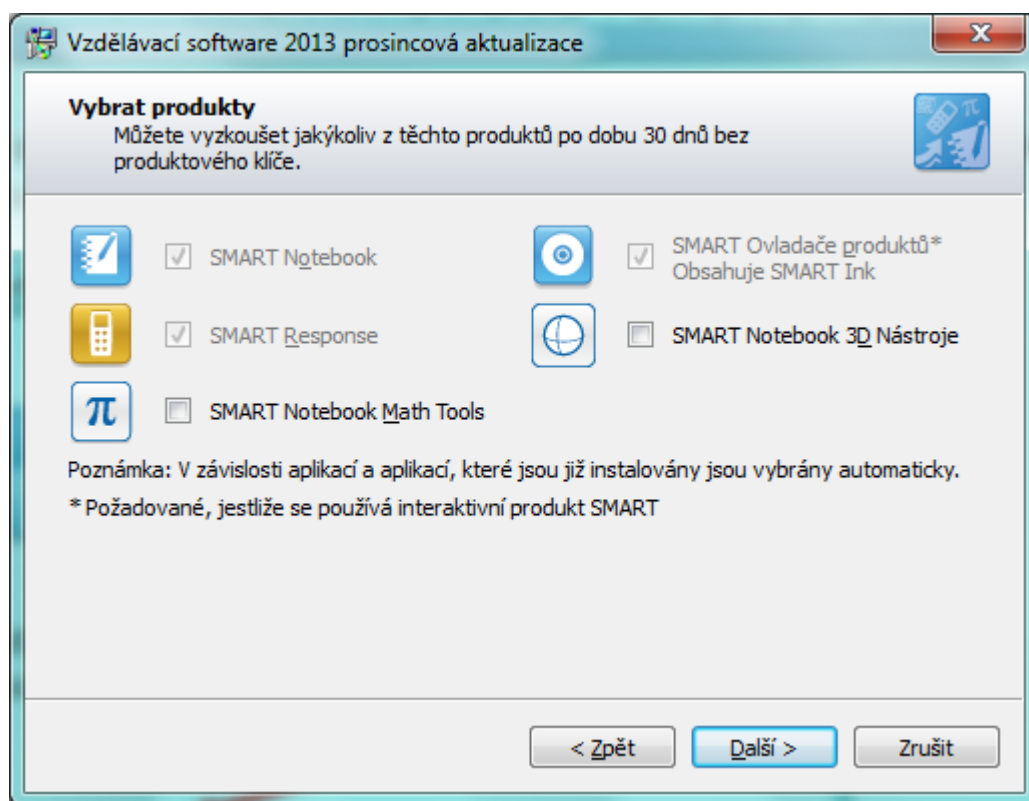 Vzdělávací software 2013 prosincová aktualizace
Vybrat produkty
Můžete vyzkoušet jakýkoliv z těchto produktů po dobu 30 dnů bez
produktového klíče.
SMART Notebook
SMART Ovladače produktů*
Obsahuje SMART Ink
SMART Response
SMART Notebook 3D Nástroje
π
SMART Notebook Math Tools
Poznámka: V závislosti aplikací a aplikací, které jsou již instalovány jsou vybrány automaticky.
* Požadované, jestliže se používá interaktivní produkt SMART
< Zpět
Další >
Zrušit